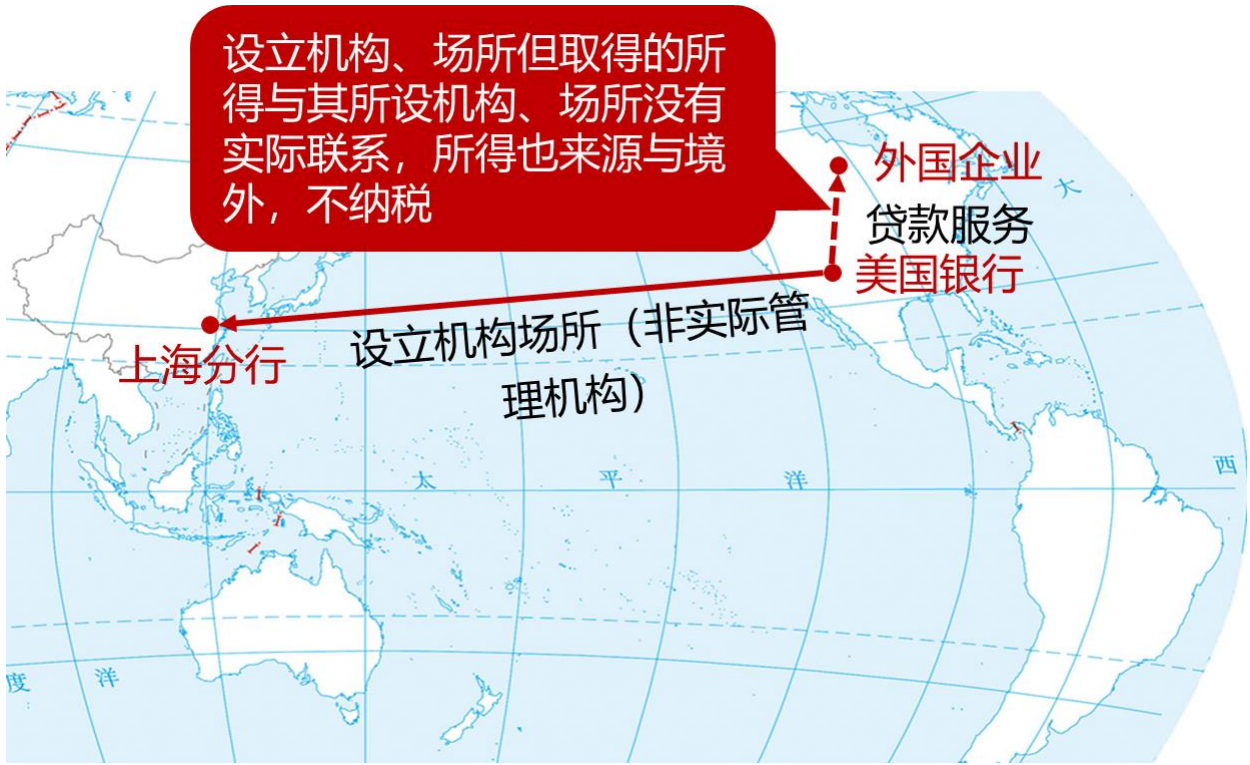 设立机构、场所但取得的所
得与其所设机构、场所没有
实际联系，所得也来源与境
外，不纳税
外国企业
大
贷款服务
美国银行
设立机构场所（非实际管
理机构）
上海分行
太
平
洋
西
度
洋